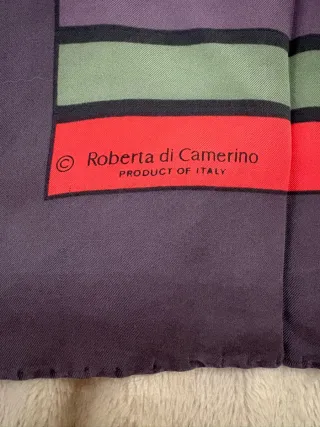 © Roberta di Camerino
PRODUCT OF ITALY